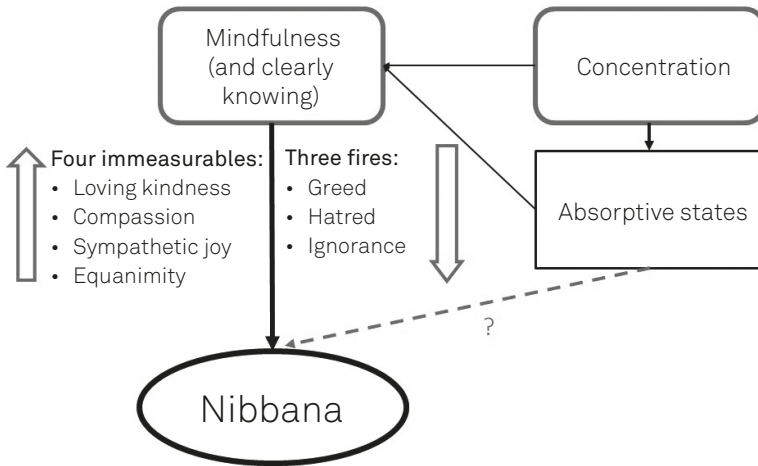 Mindfulness
(and clearly
knowing)
Concentration
Four immeasurables:
• Loving kindness
• Compassion
• Sympathetic joy
• Equanimity
Three fires:
• Greed
• Hatred
• Ignorance
Absorptive states
?
Nibbana